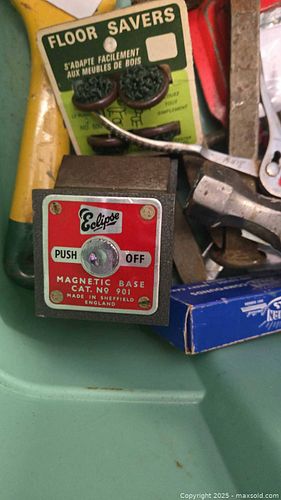 FLOOR SAVERS
S'ADAPTE FACILEMENT
AUX MEUBLES DE BOIS
Eclipse
PUSH OFF
MAGNETIC BASE
CAT. Nº 901
MADE IN SHEFFIELD
ENGLAND
Copyright 2025 - maxsold.com